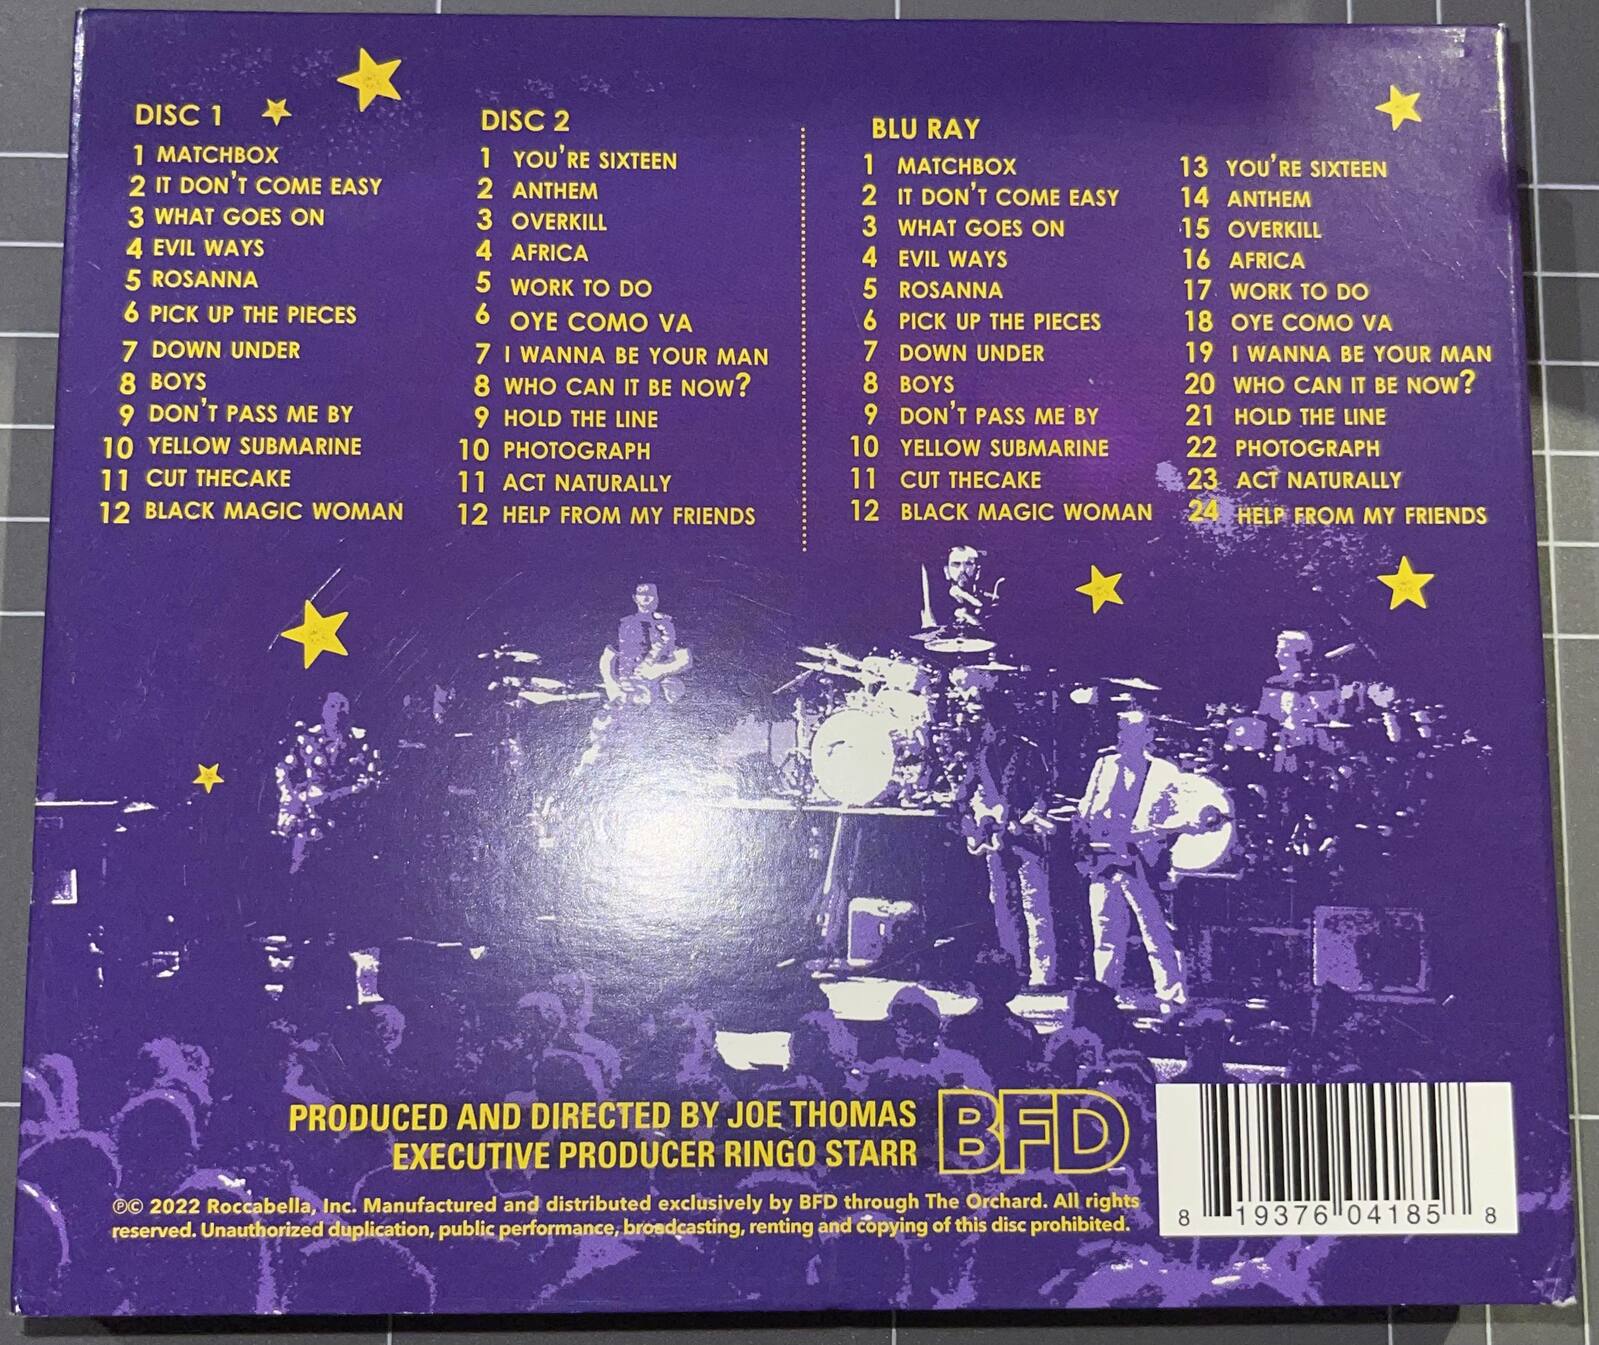 DISC 1
1 MATCHBOX
2 IT DON'T COME EASY
3 WHAT GOES ON
4 EVIL WAYS
5 ROSANNA
6 PICK UP THE PIECES
7 DOWN UNDER
8 BOYS
9 DON'T PASS ME BY
10 YELLOW SUBMARINE
11 CUT THECAKE
12 BLACK MAGIC WOMAN
DISC 2
1 YOU'RE SIXTEEN
2 ANTHEM
3 OVERKILL
4 AFRICA
5 WORK TO DO
6 OYE COMO VA
7 I WANNA BE YOUR MAN
8 WHO CAN IT BE NOW?
9 HOLD THE LINE
10 PHOTOGRAPH
11 ACT NATURALLY
12 HELP FROM MY FRIENDS
BLU RAY
1 MATCHBOX
2 IT DON'T COME EASY
3 WHAT GOES ON
4 EVIL WAYS
5 ROSANNA
6 PICK UP THE PIECES
7 DOWN UNDER
8 BOYS
9 DON'T PASS ME BY
10 YELLOW SUBMARINE
11 CUT THECAKE
12 BLACK MAGIC WOMAN
13 YOU'RE SIXTEEN
14 ANTHEM
15 OVERKILL
16 AFRICA
17 WORK TO DO
18 OYE COMO VA
19 I WANNA BE YOUR MAN
20 WHO CAN IT BE NOW?
21 HOLD THE LINE
22 PHOTOGRAPH
23 ACT NATURALLY
24 HELP FROM MY FRIENDS
PRODUCED AND DIRECTED BY JOE THOMAS
EXECUTIVE PRODUCER RINGO STARR
BFD
℗© 2022 Roccabella, Inc. Manufactured and distributed exclusively by BFD through The Orchard. All rights
reserved. Unauthorized duplication, public performance, broadcasting, renting and copying of this disc prohibited.
8 19376 04185 8